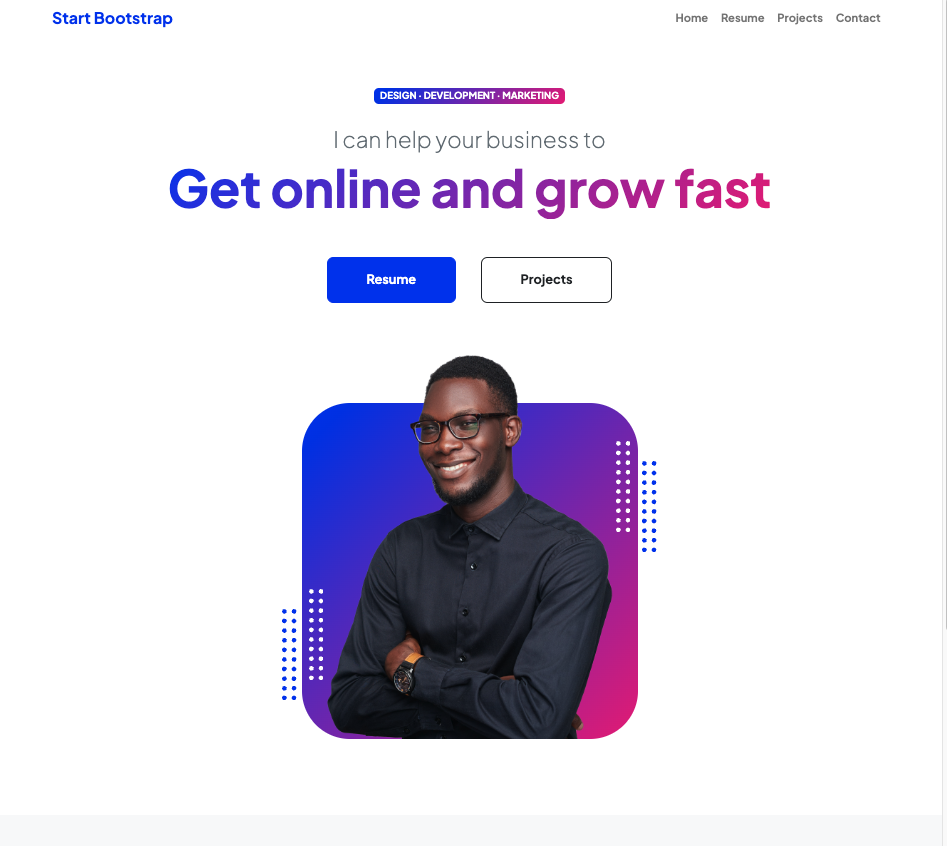 Start Bootstrap
Home Resume Projects Contact
DESIGN · DEVELOPMENT · MARKETING
I can help your business to
Get online and grow fast
Resume Projects